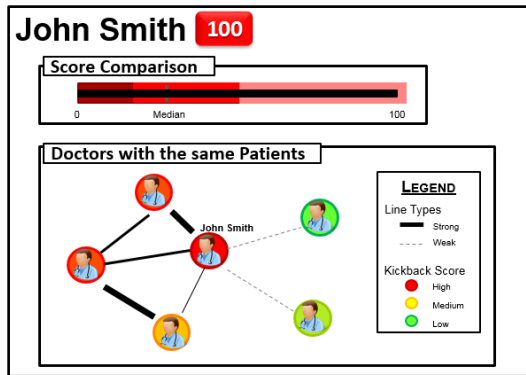 John Smith 100
Score Comparison
0 Median 100
Doctors with the same Patients
John Smith
LEGEND
Line Types
Strong
Weak
Kickback Score
High
Medium
Low